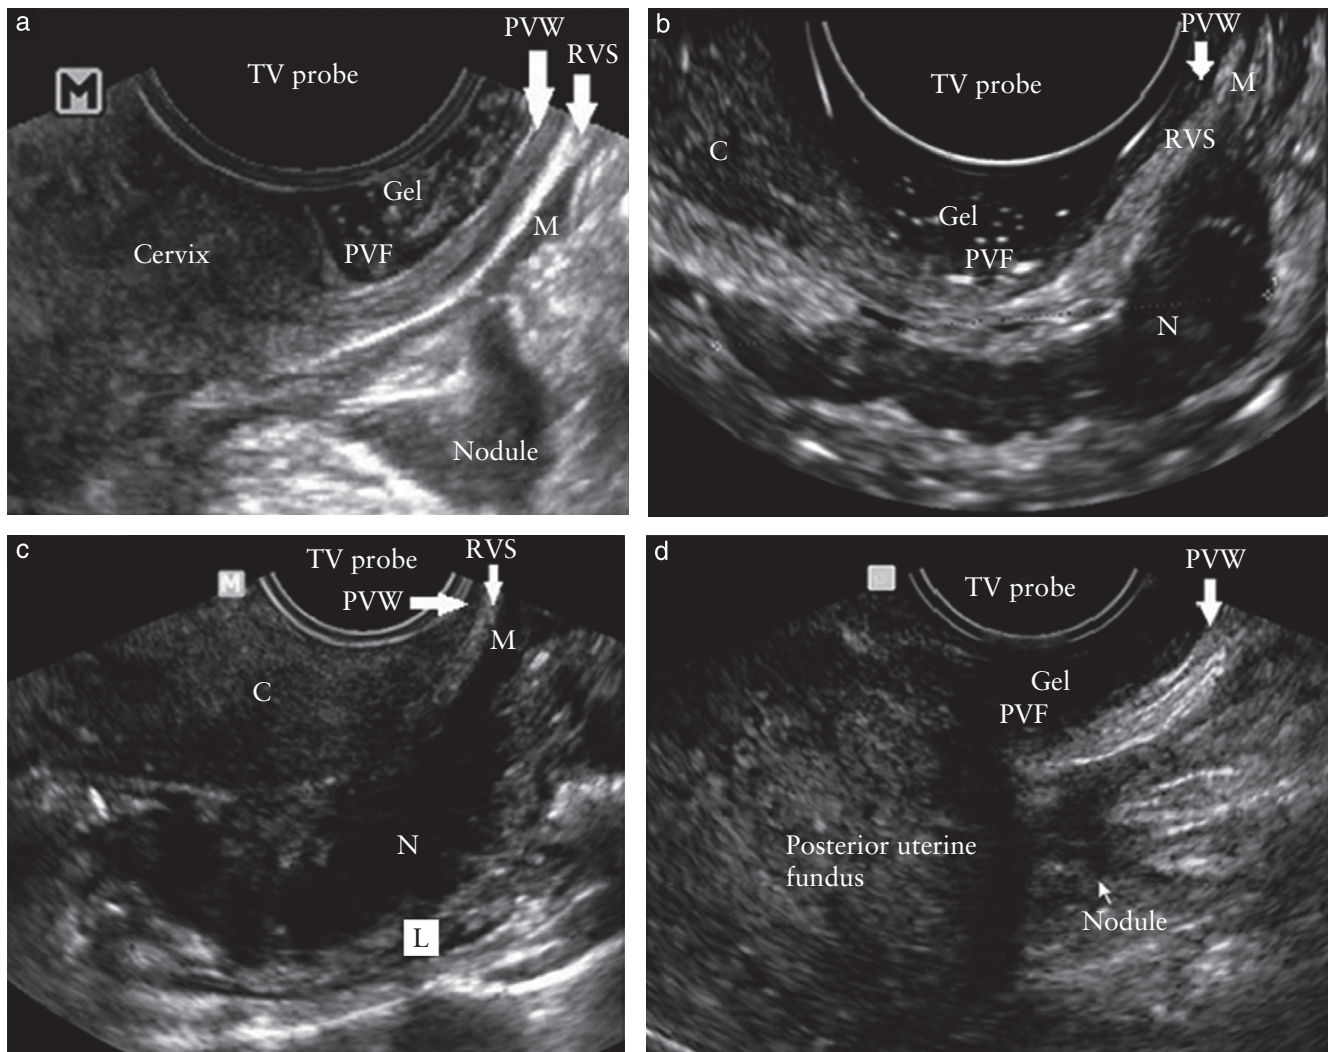 a
PVW
RVS
TV probe
M
Gel
M
PVF
Cervix
Nodule
b
PVW
TV probe
M
C
RVS
Gel
PVF
N
c
RVS
TV probe
M
PVW
M
C
N
L
d
PVW
TV probe
Gel
PVF
Posterior uterine
fundus
Nodule